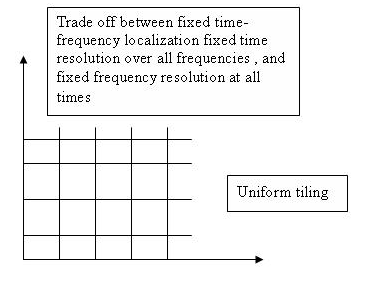 Trade off between fixed time-
frequency localization fixed time
resolution over all frequencies , and
fixed frequency resolution at all
times
Uniform tiling